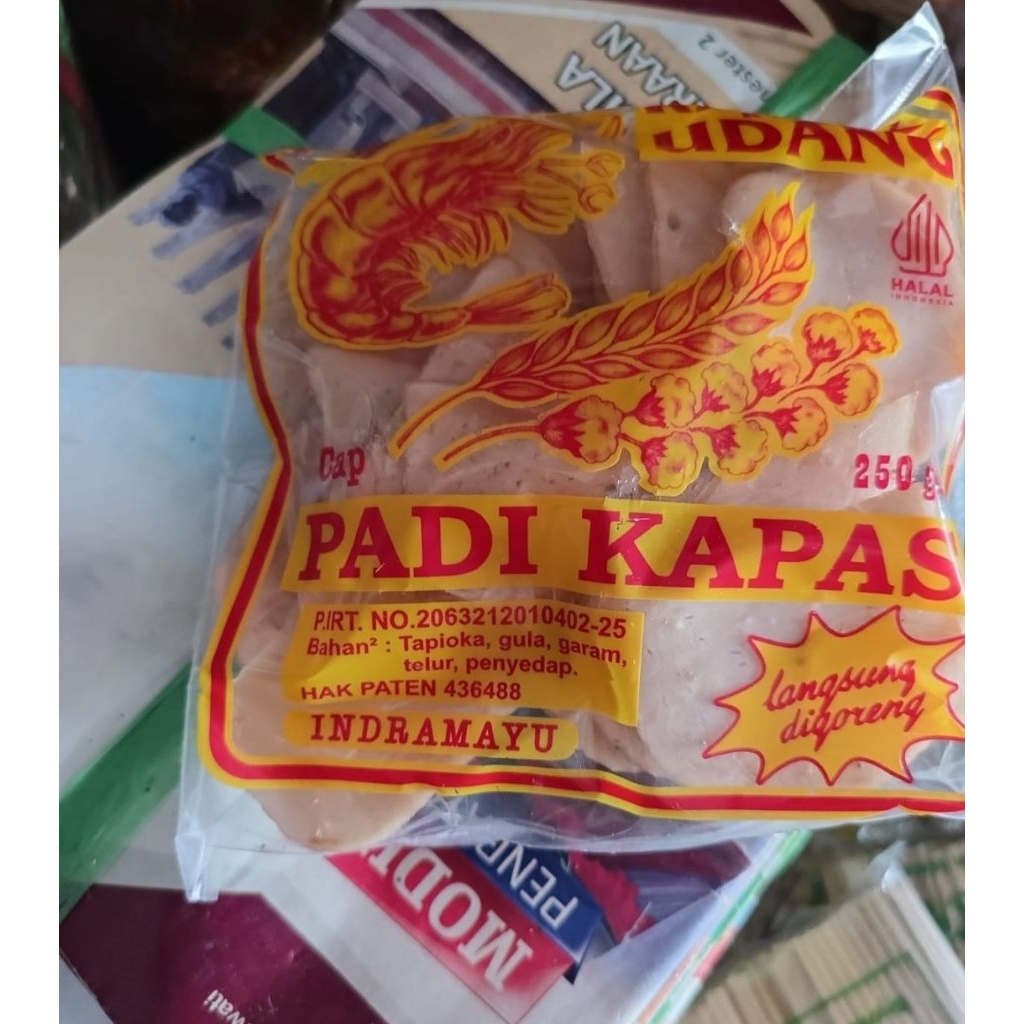 UDANG
HALAL
INDONESIA
Cap
250 g
PADI KAPAS
P.IRT. NO.2063212010402-25
Bahan² : Tapioka, gula, garam,
telur, penyedap.
HAK PATEN 436488
INDRAMAYU
langsung
digoreng